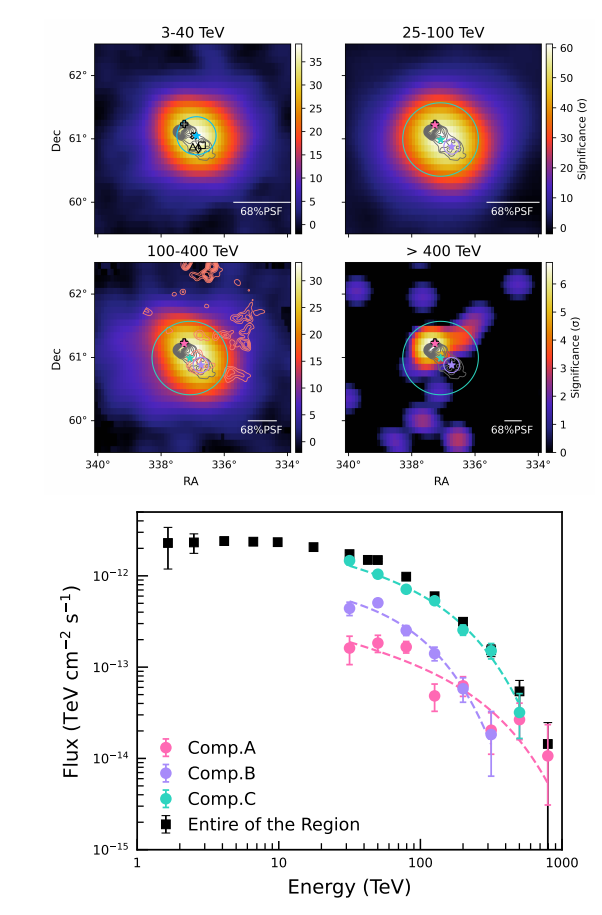 3-40 TeV
25-100 TeV
62°
61°
60°
Dec
68%PSF
35
30
25
20
15
10
5
0
68%PSF
60
50
40
30
20
10
0
Significance (σ)
100-400 TeV
> 400 TeV
62°
61°
60°
Dec
68%PSF
30
25
20
15
10
5
0
68%PSF
6
5
4
3
2
1
0
Significance (σ)
340° 338° 336° 334°
340° 338° 336° 334°
RA
RA
Flux (TeV cm⁻² s⁻¹)
10⁻¹²
10⁻¹³
10⁻¹⁴
10⁻¹⁵
Comp.A
Comp.B
Comp.C
Entire of the Region
1 10 100 1000
Energy (TeV)